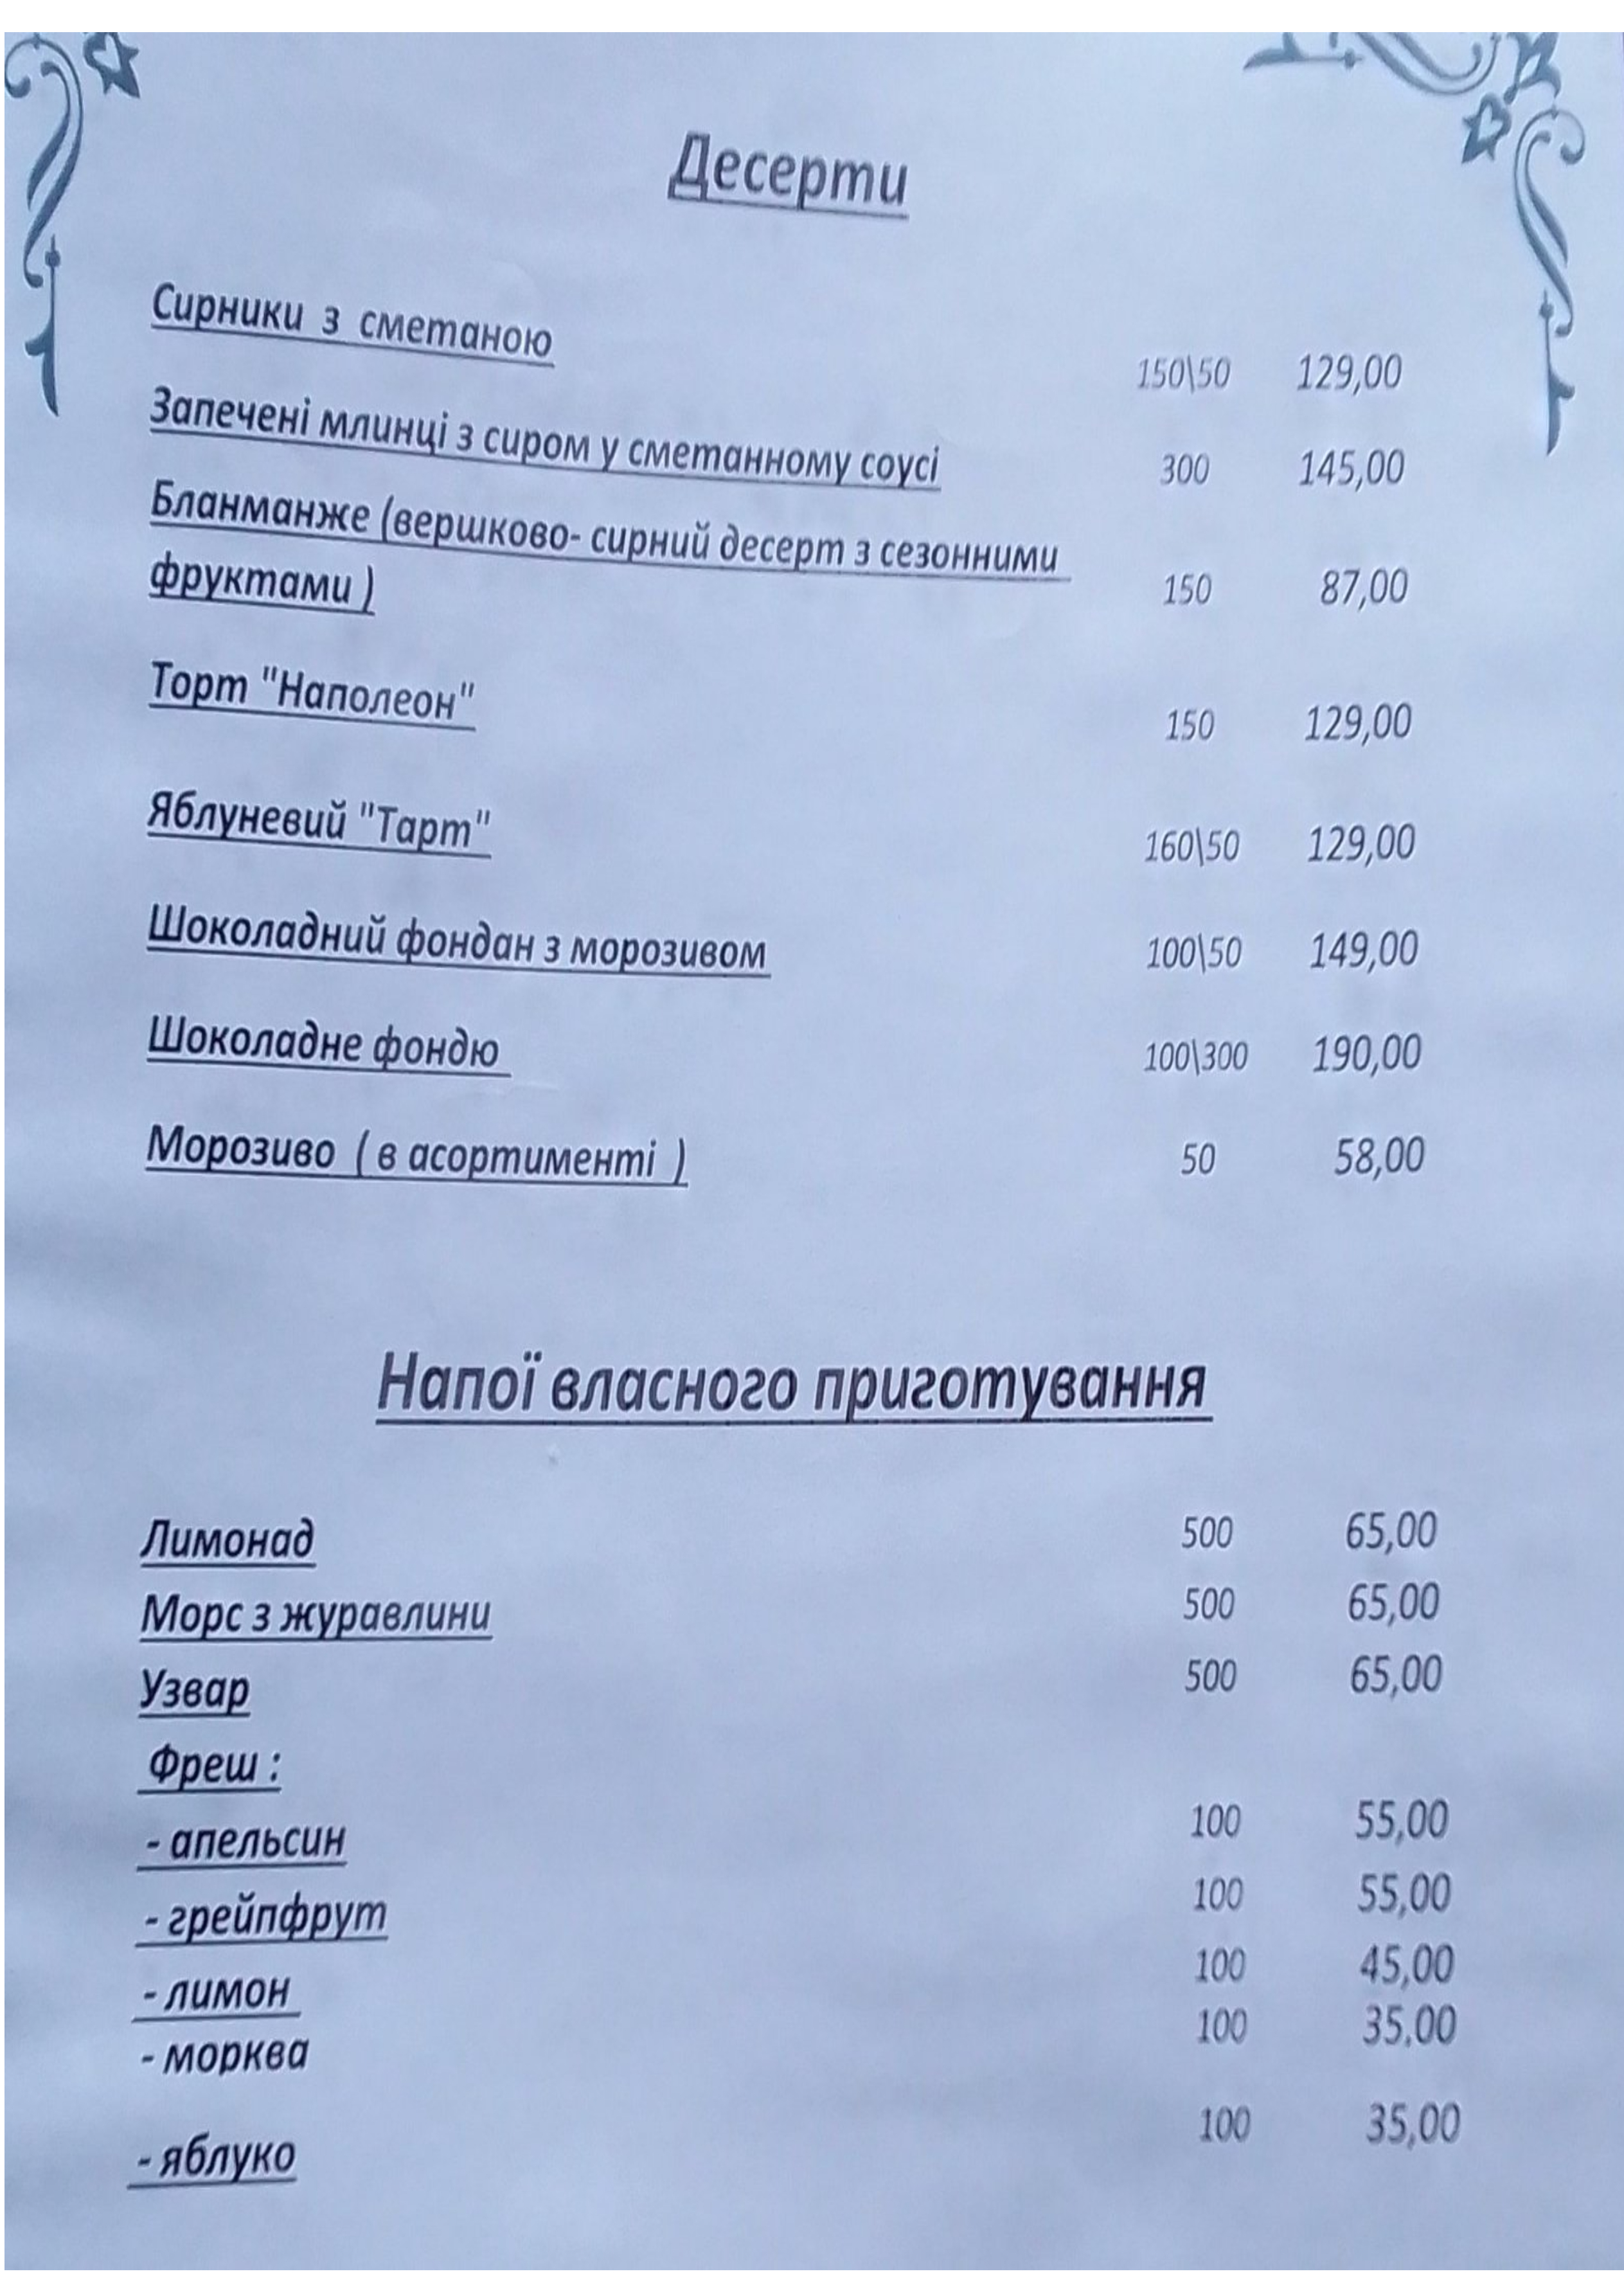 Десерти
Сирники з сметаною 150\50 129,00
Запечені млинці з сиром у сметанному соусі 300 145,00
Бланманже (вершково- сирний десерт з сезонними
фруктами ) 150 87,00
Торт "Наполеон" 150 129,00
Яблуневий "Тарт" 160\50 129,00
Шоколадний фондан з морозивом 100\50 149,00
Шоколадне фондю 100\300 190,00
Морозиво ( в асортименті ) 50 58,00
Напої власного приготування
Лимонад 500 65,00
Морс з журавлини 500 65,00
Узвар 500 65,00
Фреш :
- апельсин 100 55,00
- грейпфрут 100 55,00
- лимон 100 45,00
- морква 100 35,00
- яблуко 100 35,00